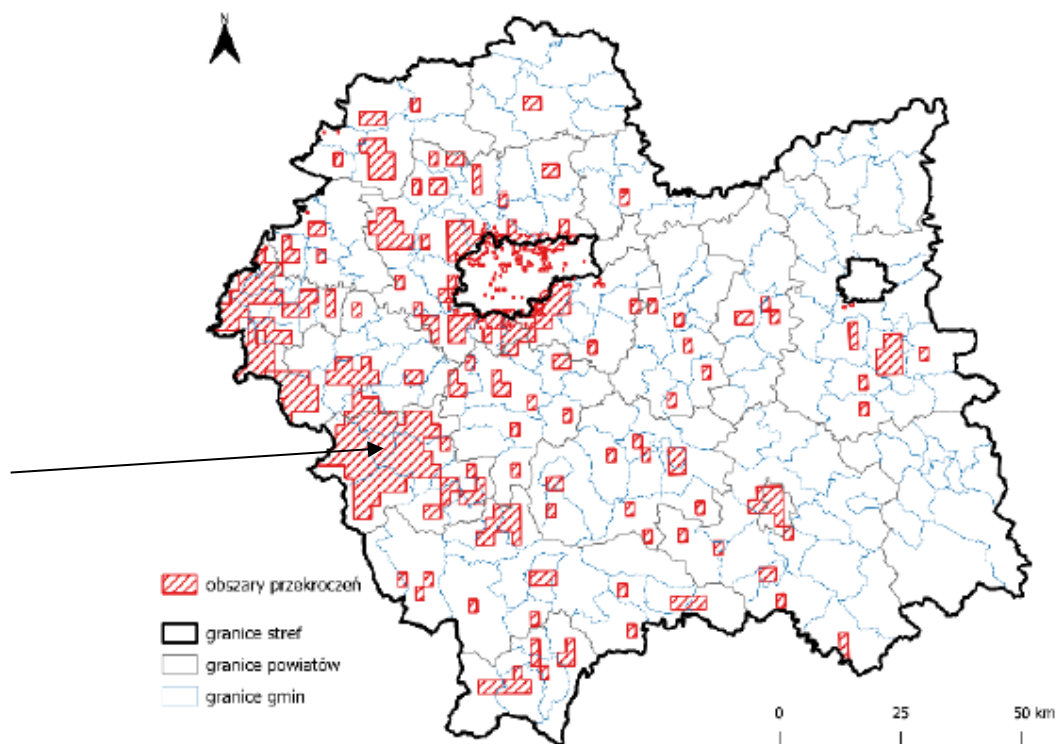 N
obszary przekroczeń
granice stref
granice powiatów
granice gmin
0 25 50 km